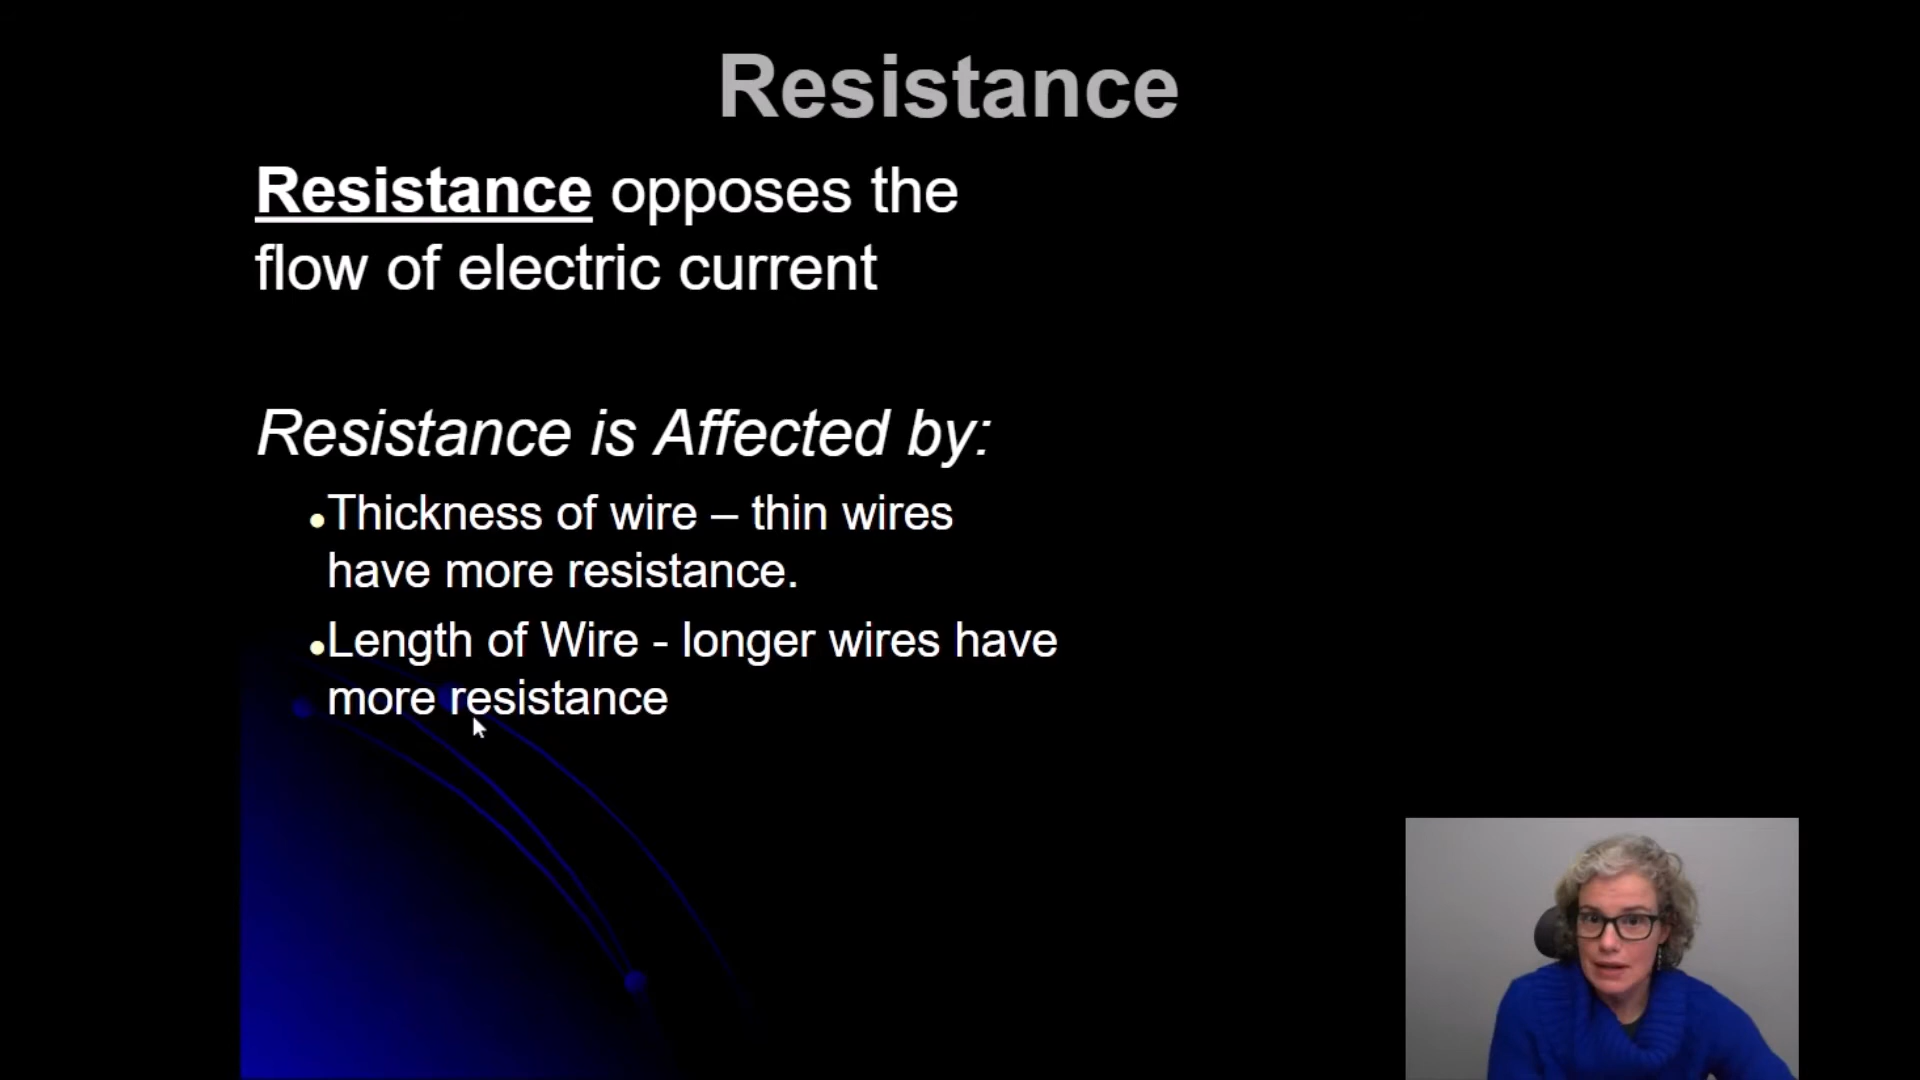 Resistance
Resistance opposes the
flow of electric current
Resistance is Affected by:
•Thickness of wire – thin wires
have more resistance.
•Length of Wire - longer wires have
more resistance